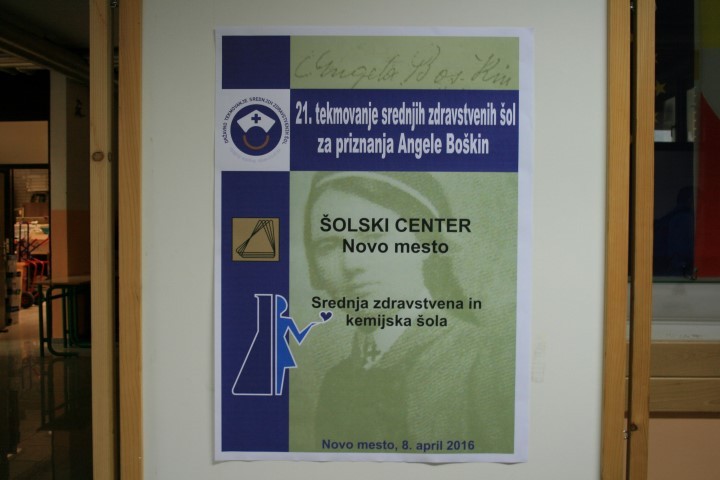 Angela Boškin
21. tekmovanje srednjih zdravstvenih šol
za priznanja Angele Boškin
ŠOLSKI CENTER
Novo mesto
Srednja zdravstvena in
kemijska šola
Novo mesto, 8. april 2016